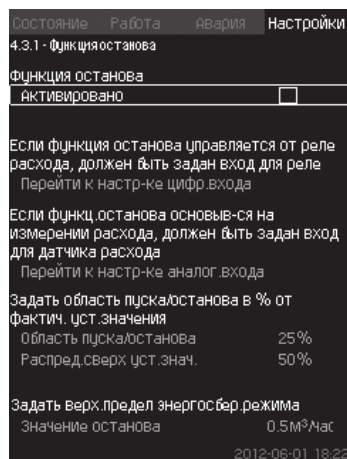 Состояние Работа Авария Настройки
4.3.1 - Функция останова
Функция останова
Активировано
Если функция останова управляется от реле
расхода, должен быть задан вход для реле
Перейти к настр-ке цифр.входа
Если функц.останова основыв-ся на
измерении расхода, должен быть задан вход
для датчика расхода
Перейти к настр-ке аналог.входа
Задать область пуска/останова в % от
фактич. уст.значения
Область пуска/останова 25%
Распред.сверх уст.знач. 50%
Задать верх.предел энергосбер.режима
Значение останова 0.5м³/час
2012-06-01 18:22